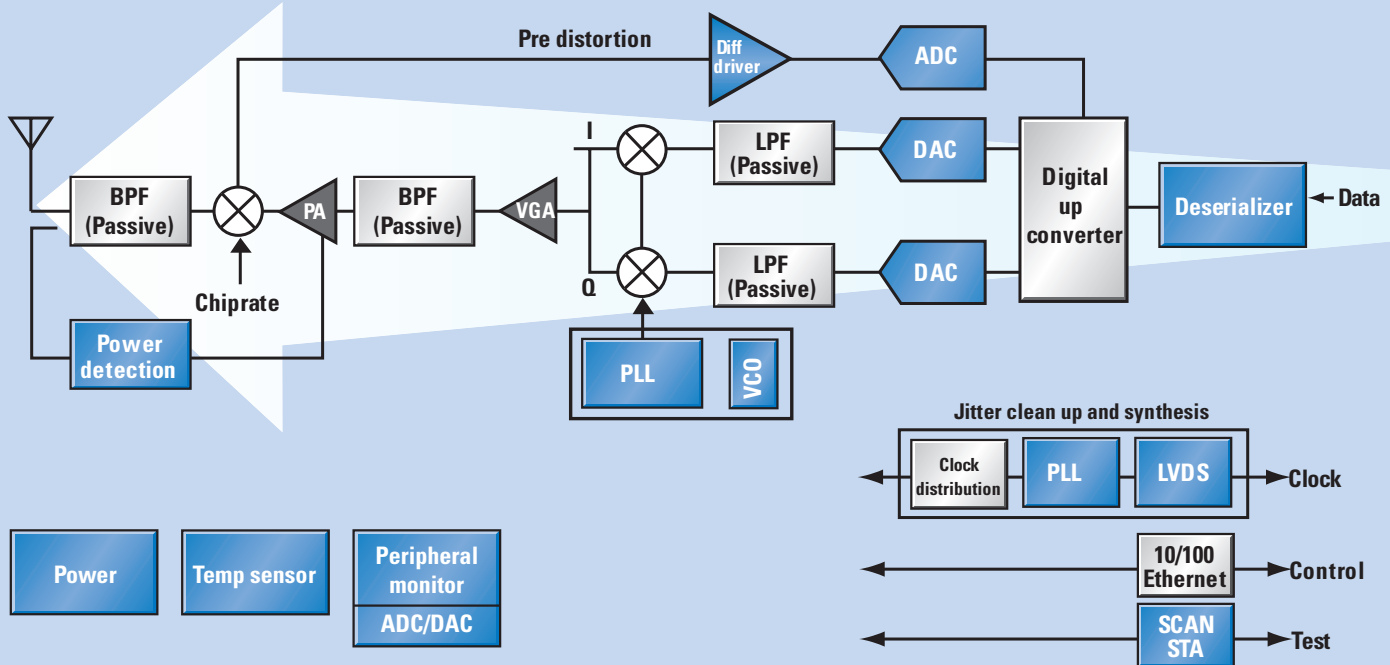 Pre distortion
Diff
driver
ADC
I
LPF
(Passive)
DAC
BPF
(Passive)
PA
BPF
(Passive)
VGA
Digital
up
converter
Deserializer
Data
Chiprate
Q
LPF
(Passive)
DAC
Power
detection
PLL
VCO
Jitter clean up and synthesis
Clock
distribution
PLL
LVDS
Clock
Power
Temp sensor
Peripheral
monitor
ADC/DAC
10/100
Ethernet
Control
SCAN
STA
Test